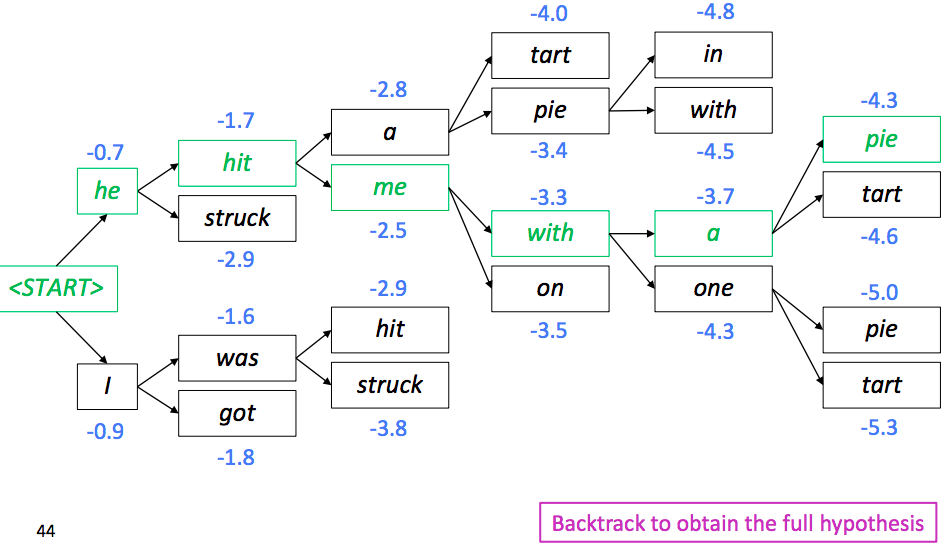 -4.0
-4.8
tart
in
-2.8
-4.3
-1.7
a
pie
with
pie
-0.7
hit
-3.4
-4.5
he
me
-3.3
-3.7
tart
struck
-2.5
with
a
-4.6
-2.9
<START>
-2.9
on
one
-5.0
-1.6
hit
-3.5
-4.3
pie
was
I
struck
tart
got
-0.9
-3.8
-5.3
-1.8
Backtrack to obtain the full hypothesis
44